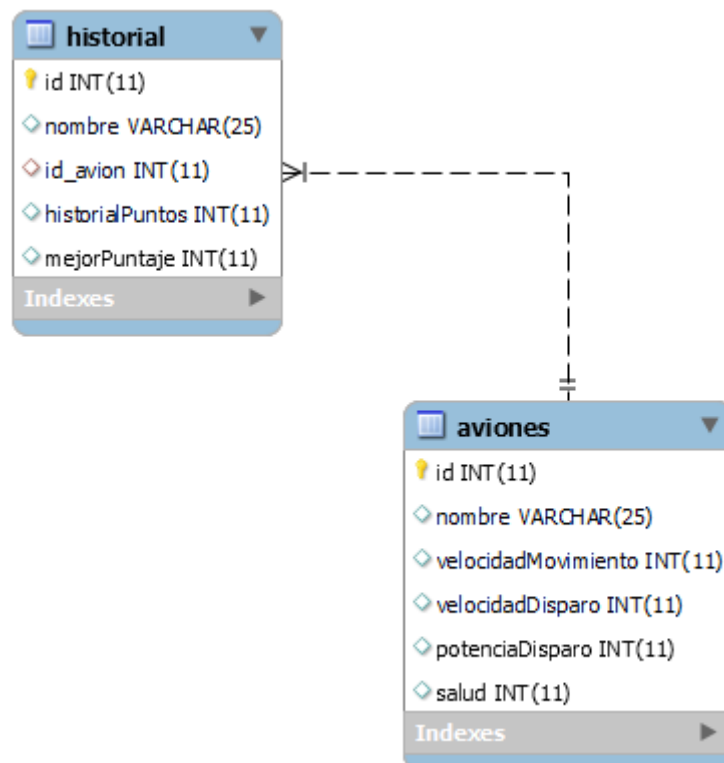 historial
id INT(11)
nombre VARCHAR(25)
id_avion INT(11)
historialPuntos INT(11)
mejorPuntaje INT(11)
Indexes
aviones
id INT(11)
nombre VARCHAR(25)
velocidadMovimiento INT(11)
velocidadDisparo INT(11)
potenciaDisparo INT(11)
salud INT(11)
Indexes